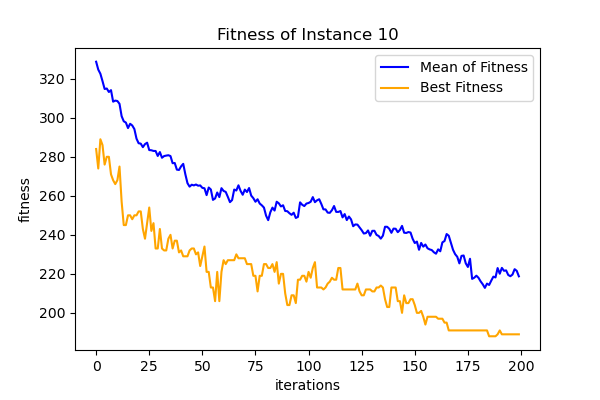 Fitness of Instance 10
Mean of Fitness
Best Fitness
fitness
320
300
280
260
240
220
200
0 25 50 75 100 125 150 175 200
iterations